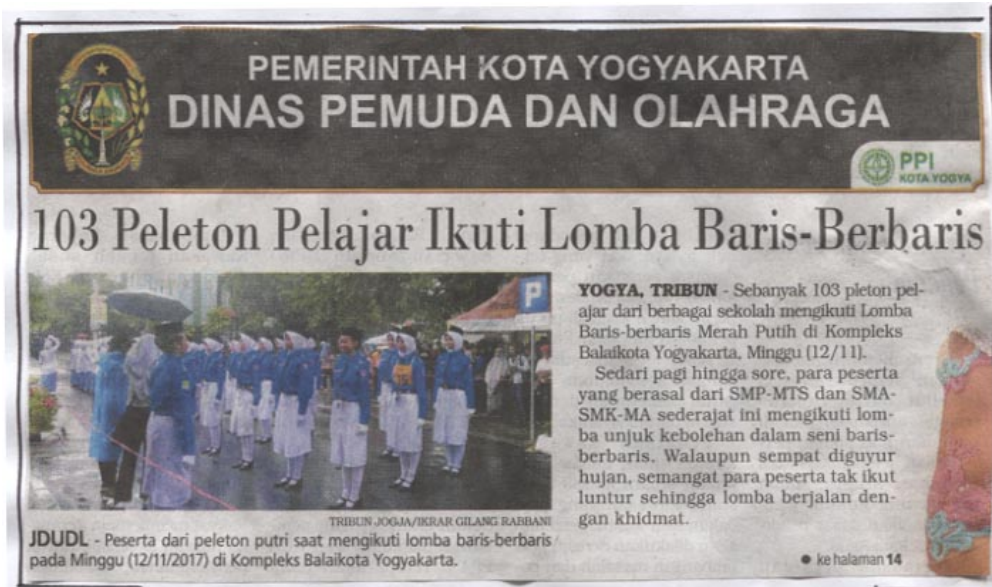 PEMERINTAH KOTA YOGYAKARTA
DINAS PEMUDA DAN OLAHRAGA
PPI
KOTA YOGYA
103 Peleton Pelajar Ikuti Lomba Baris-Berbaris
P
TRIBUN JOGJA/IKRAR GILANG RABBANI
JDUDL - Peserta dari peleton putri saat mengikuti lomba baris-berbaris
pada Minggu (12/11/2017) di Kompleks Balaikota Yogyakarta.
YOGYA, TRIBUN - Sebanyak 103 pleton pel-
ajar dari berbagai sekolah mengikuti Lomba
Baris-berbaris Merah Putih di Kompleks
Balaikota Yogyakarta, Minggu (12/11).
Sedari pagi hingga sore, para peserta
yang berasal dari SMP-MTS dan SMA-
SMK-MA sederajat ini mengikuti lom-
ba unjuk kebolehan dalam seni baris-
berbaris. Walaupun sempat diguyur
hujan, semangat para peserta tak ikut
luntur sehingga lomba berjalan den-
gan khidmat.
● ke halaman 14